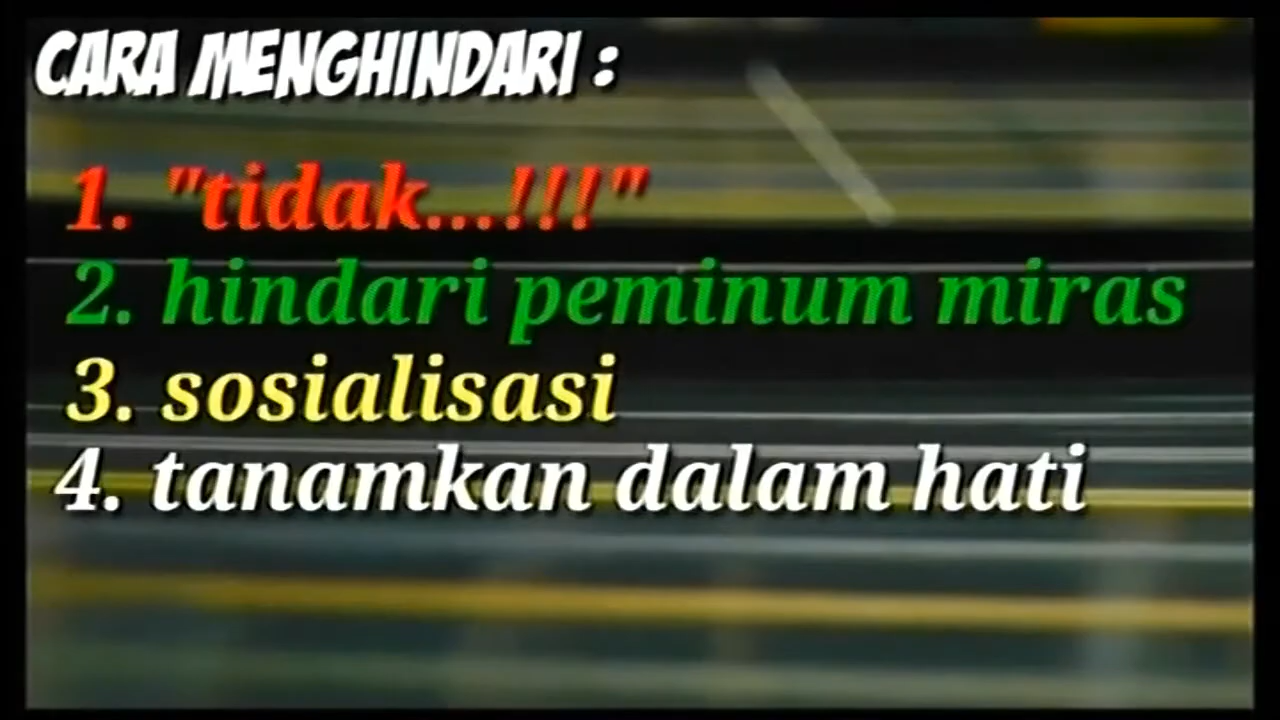 CARA MENGHINDARI :
1. "tidak...!!!"
2. hindari peminum miras
3. sosialisasi
4. tanamkan dalam hati